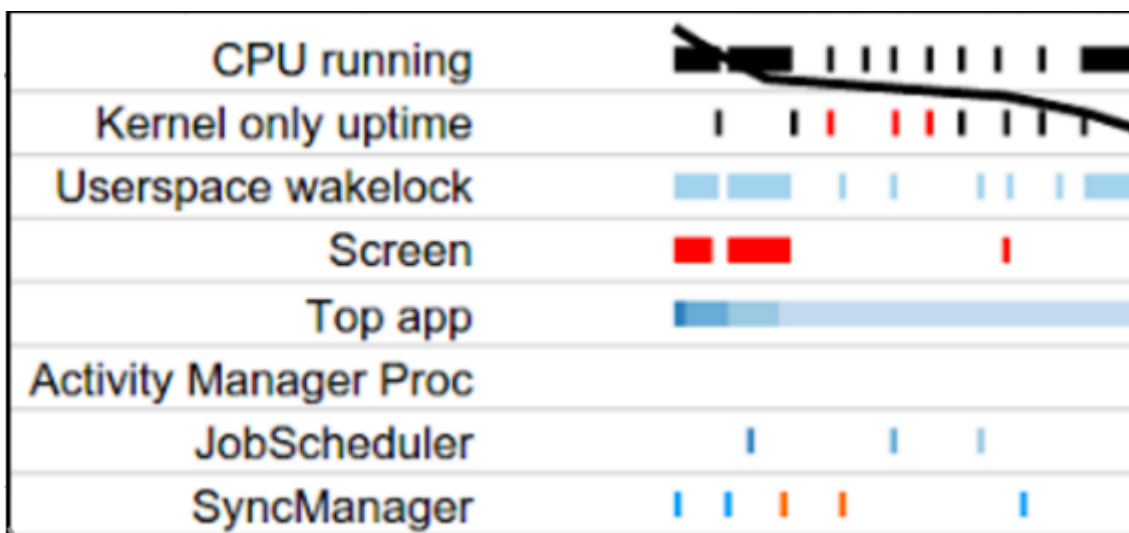 CPU running
Kernel only uptime
Userspace wakelock
Screen
Top app
Activity Manager Proc
JobScheduler
SyncManager